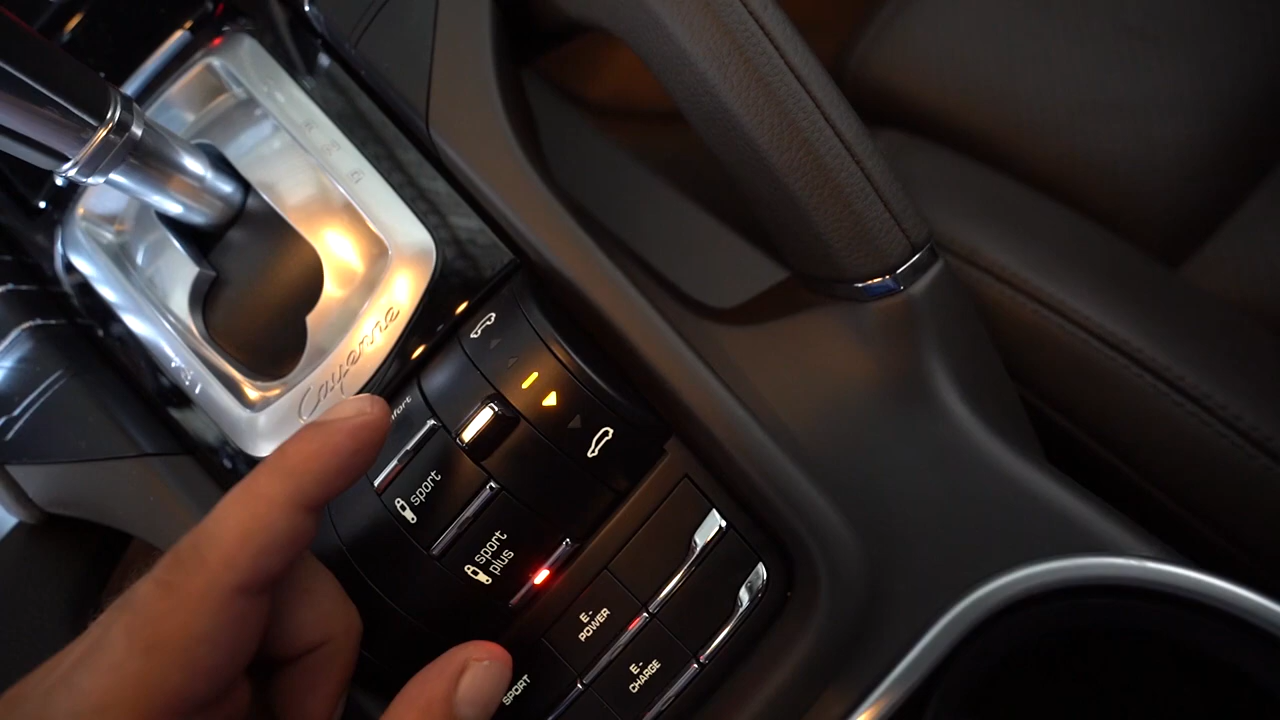 Cayenne
sport
sport
plus
E-
POWER
E-
CHARGE
SPORT